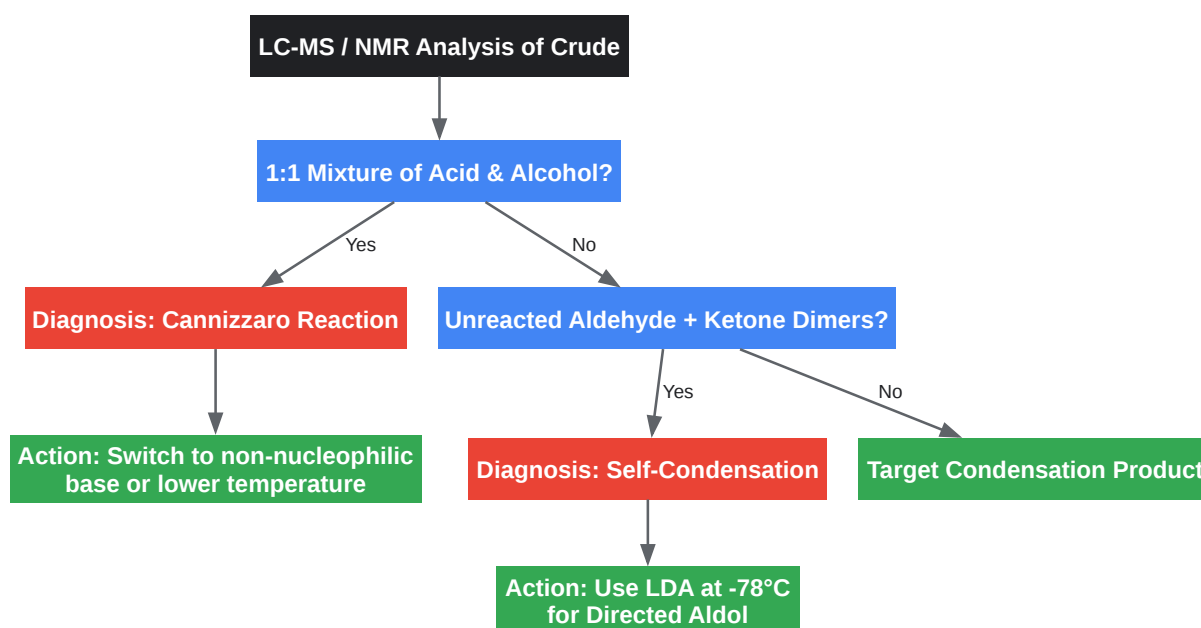 LC-MS / NMR Analysis of Crude
1:1 Mixture of Acid & Alcohol?
Yes
No
Diagnosis: Cannizzaro Reaction
Unreacted Aldehyde + Ketone Dimers?
Yes
No
Action: Switch to non-nucleophilic
base or lower temperature
Diagnosis: Self-Condensation
Target Condensation Product
Action: Use LDA at -78°C
for Directed Aldol